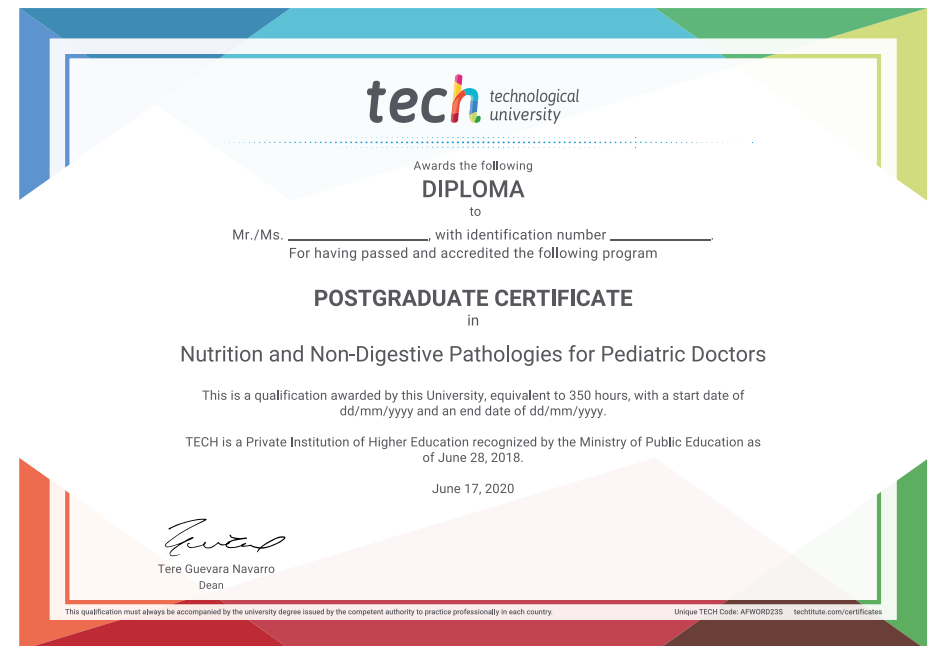 tech technological
university
Awards the following
DIPLOMA
to
Mr./Ms. ____________________, with identification number ______________.
For having passed and accredited the following program
POSTGRADUATE CERTIFICATE
in
Nutrition and Non-Digestive Pathologies for Pediatric Doctors
This is a qualification awarded by this University, equivalent to 350 hours, with a start date of
dd/mm/yyyy and an end date of dd/mm/yyyy.
TECH is a Private Institution of Higher Education recognized by the Ministry of Public Education as
of June 28, 2018.
June 17, 2020
Tere Guevara Navarro
Dean
This qualification must always be accompanied by the university degree issued by the competent authority to practice professionally in each country.
Unique TECH Code: AFWORD23S techtitute.com/certificates